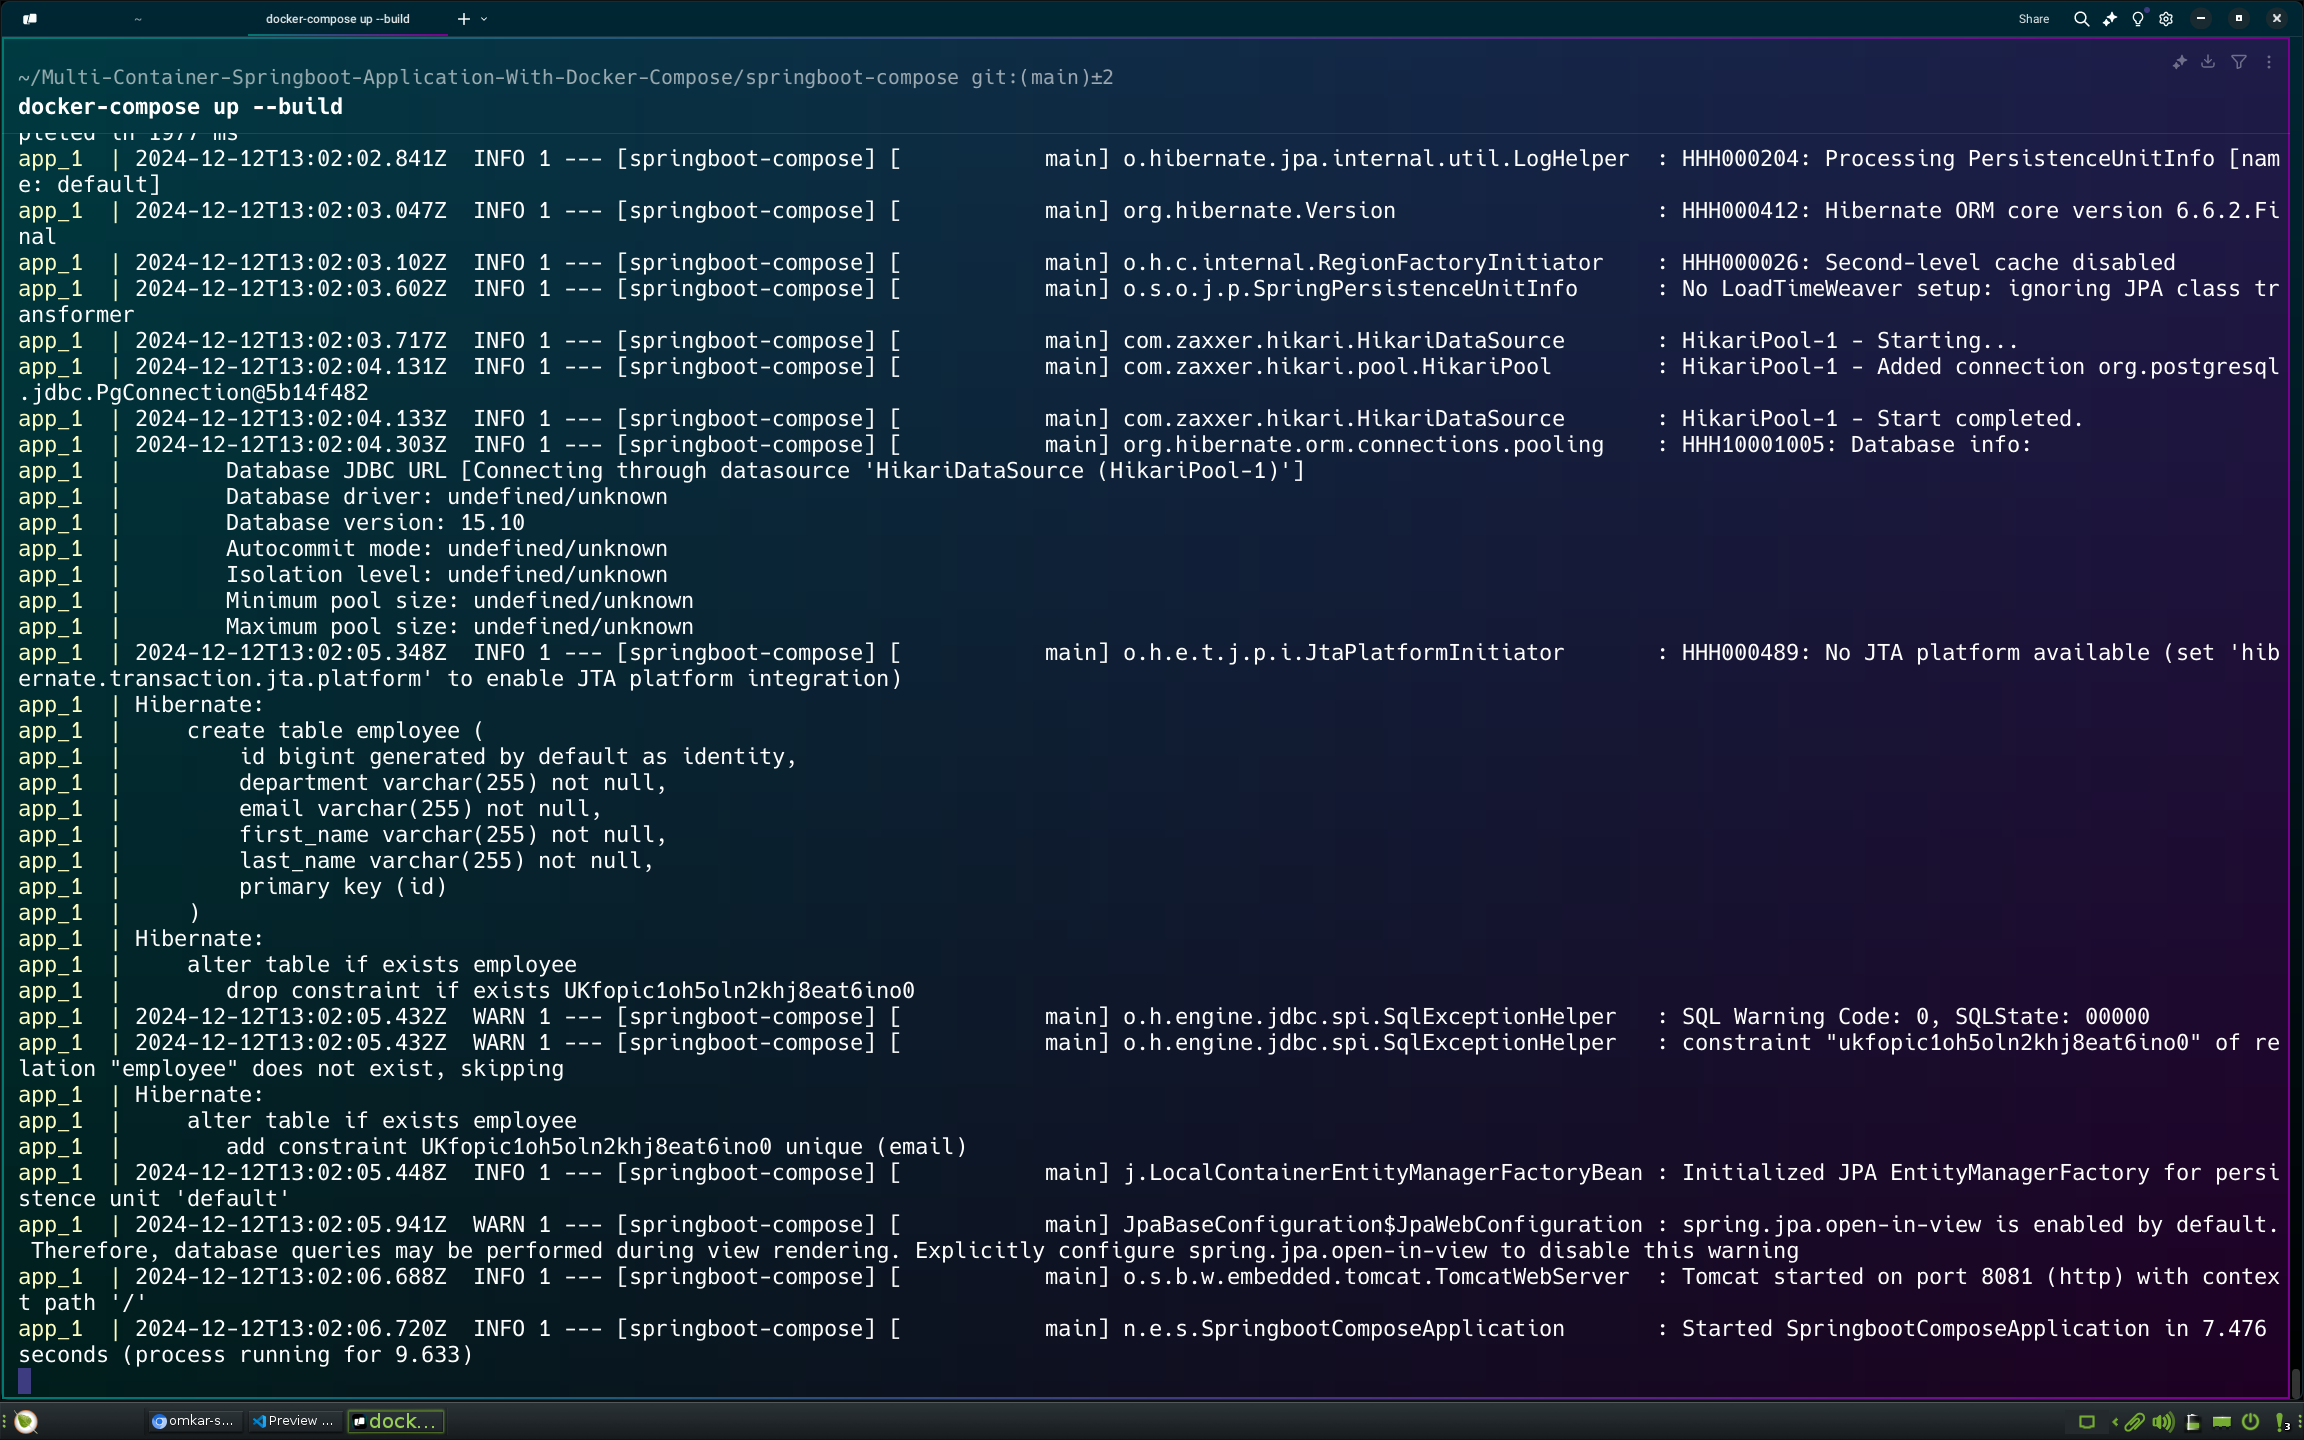 ~
docker-compose up --build
Share
~/Multi-Container-Springboot-Application-With-Docker-Compose/springboot-compose git:(main)±2
docker-compose up --build
pleted in 1977 ms
app_1  | 2024-12-12T13:02:02.841Z  INFO 1 --- [springboot-compose] [           main] o.hibernate.jpa.internal.util.LogHelper  : HHH000204: Processing PersistenceUnitInfo [nam
e: default]
app_1  | 2024-12-12T13:02:03.047Z  INFO 1 --- [springboot-compose] [           main] org.hibernate.Version                    : HHH000412: Hibernate ORM core version 6.6.2.Fi
nal
app_1  | 2024-12-12T13:02:03.102Z  INFO 1 --- [springboot-compose] [           main] o.h.c.internal.RegionFactoryInitiator    : HHH000026: Second-level cache disabled
app_1  | 2024-12-12T13:02:03.602Z  INFO 1 --- [springboot-compose] [           main] o.s.o.j.p.SpringPersistenceUnitInfo      : No LoadTimeWeaver setup: ignoring JPA class tr
ansformer
app_1  | 2024-12-12T13:02:03.717Z  INFO 1 --- [springboot-compose] [           main] com.zaxxer.hikari.HikariDataSource       : HikariPool-1 - Starting...
app_1  | 2024-12-12T13:02:04.131Z  INFO 1 --- [springboot-compose] [           main] com.zaxxer.hikari.pool.HikariPool        : HikariPool-1 - Added connection org.postgresql
.jdbc.PgConnection@5b14f482
app_1  | 2024-12-12T13:02:04.133Z  INFO 1 --- [springboot-compose] [           main] com.zaxxer.hikari.HikariDataSource       : HikariPool-1 - Start completed.
app_1  | 2024-12-12T13:02:04.303Z  INFO 1 --- [springboot-compose] [           main] org.hibernate.orm.connections.pooling    : HHH10001005: Database info:
app_1  |        Database JDBC URL [Connecting through datasource 'HikariDataSource (HikariPool-1)']
app_1  |        Database driver: undefined/unknown
app_1  |        Database version: 15.10
app_1  |        Autocommit mode: undefined/unknown
app_1  |        Isolation level: undefined/unknown
app_1  |        Minimum pool size: undefined/unknown
app_1  |        Maximum pool size: undefined/unknown
app_1  | 2024-12-12T13:02:05.348Z  INFO 1 --- [springboot-compose] [           main] o.h.e.t.j.p.i.JtaPlatformInitiator       : HHH000489: No JTA platform available (set 'hib
ernate.transaction.jta.platform' to enable JTA platform integration)
app_1  | Hibernate:
app_1  |     create table employee (
app_1  |         id bigint generated by default as identity,
app_1  |         department varchar(255) not null,
app_1  |         email varchar(255) not null,
app_1  |         first_name varchar(255) not null,
app_1  |         last_name varchar(255) not null,
app_1  |         primary key (id)
app_1  |     )
app_1  | Hibernate:
app_1  |     alter table if exists employee
app_1  |        drop constraint if exists UKfopic1oh5oln2khj8eat6ino0
app_1  | 2024-12-12T13:02:05.432Z  WARN 1 --- [springboot-compose] [           main] o.h.engine.jdbc.spi.SqlExceptionHelper   : SQL Warning Code: 0, SQLState: 00000
app_1  | 2024-12-12T13:02:05.432Z  WARN 1 --- [springboot-compose] [           main] o.h.engine.jdbc.spi.SqlExceptionHelper   : constraint "ukfopic1oh5oln2khj8eat6ino0" of re
lation "employee" does not exist, skipping
app_1  | Hibernate:
app_1  |     alter table if exists employee
app_1  |        add constraint UKfopic1oh5oln2khj8eat6ino0 unique (email)
app_1  | 2024-12-12T13:02:05.448Z  INFO 1 --- [springboot-compose] [           main] j.LocalContainerEntityManagerFactoryBean : Initialized JPA EntityManagerFactory for persi
stence unit 'default'
app_1  | 2024-12-12T13:02:05.941Z  WARN 1 --- [springboot-compose] [           main] JpaBaseConfiguration$JpaWebConfiguration : spring.jpa.open-in-view is enabled by default.
 Therefore, database queries may be performed during view rendering. Explicitly configure spring.jpa.open-in-view to disable this warning
app_1  | 2024-12-12T13:02:06.688Z  INFO 1 --- [springboot-compose] [           main] o.s.b.w.embedded.tomcat.TomcatWebServer  : Tomcat started on port 8081 (http) with contex
t path '/'
app_1  | 2024-12-12T13:02:06.720Z  INFO 1 --- [springboot-compose] [           main] n.e.s.SpringbootComposeApplication       : Started SpringbootComposeApplication in 7.476
seconds (process running for 9.633)
omkar-s...
Preview ...
dock...
3